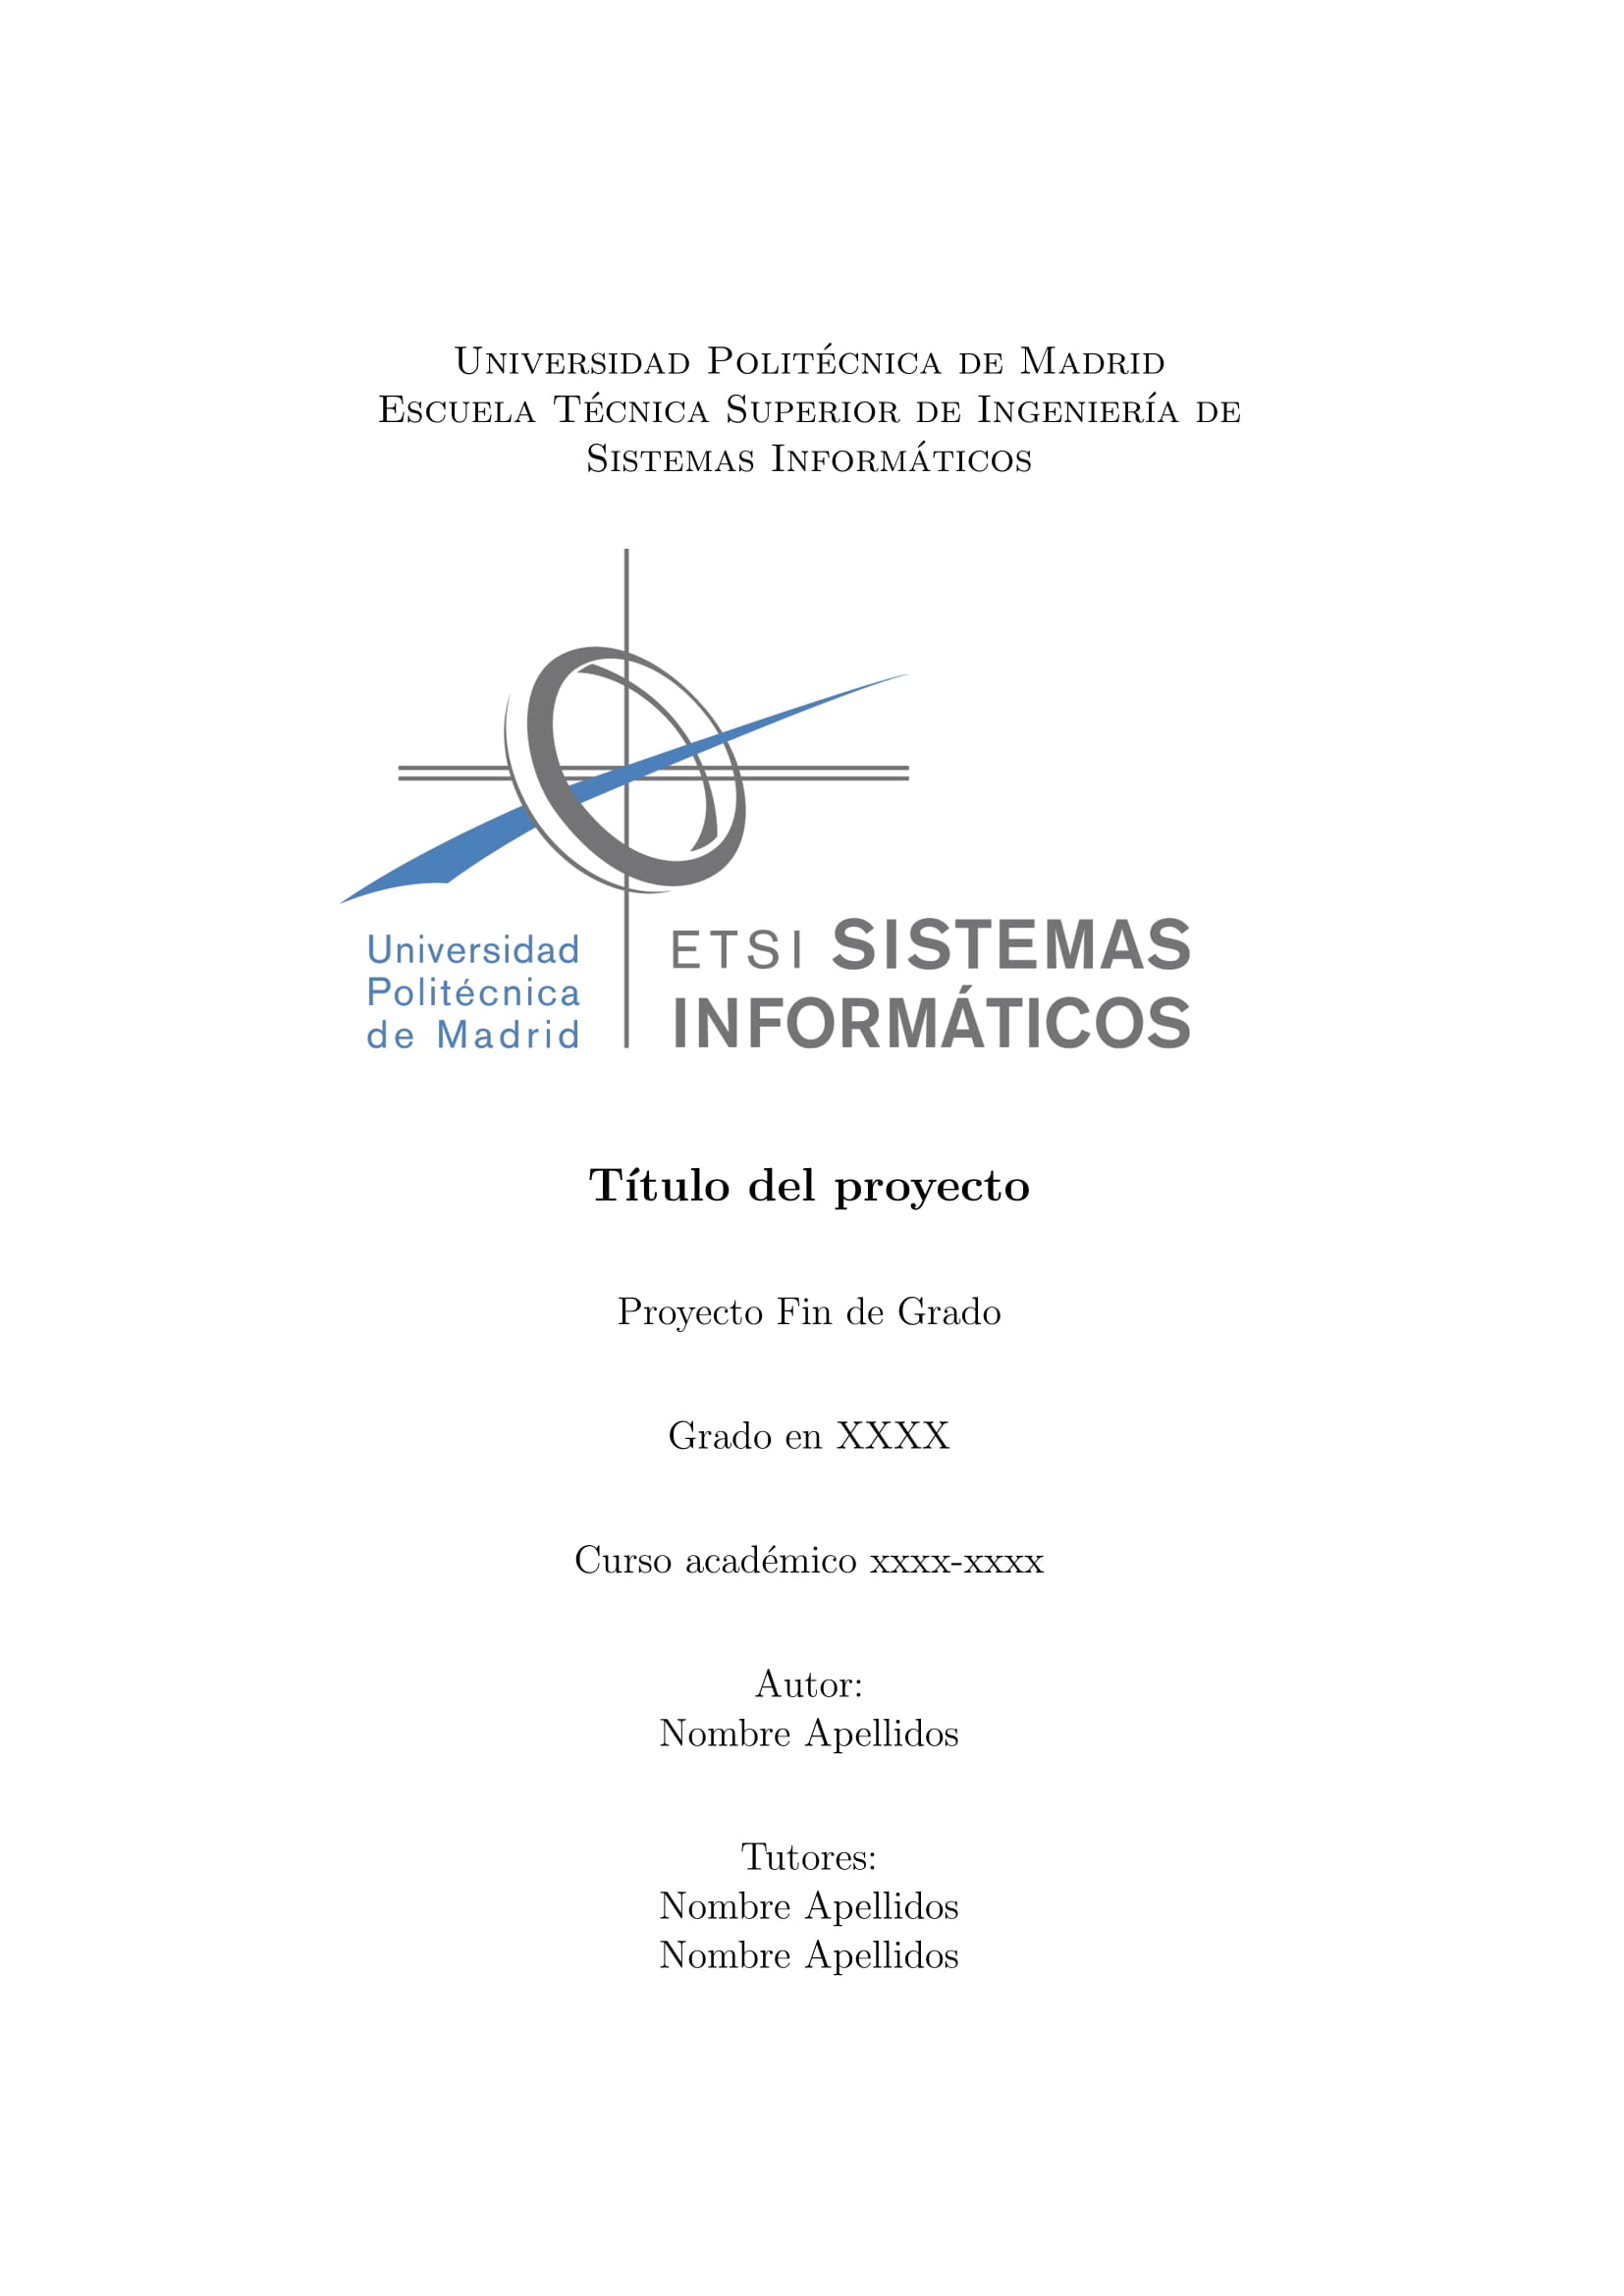 Universidad Politécnica de Madrid
Escuela Técnica Superior de Ingeniería de
Sistemas Informáticos
Universidad
Politécnica
de Madrid
ETSI SISTEMAS
INFORMÁTICOS
Título del proyecto
Proyecto Fin de Grado
Grado en XXXX
Curso académico xxxx-xxxx
Autor:
Nombre Apellidos
Tutores:
Nombre Apellidos
Nombre Apellidos